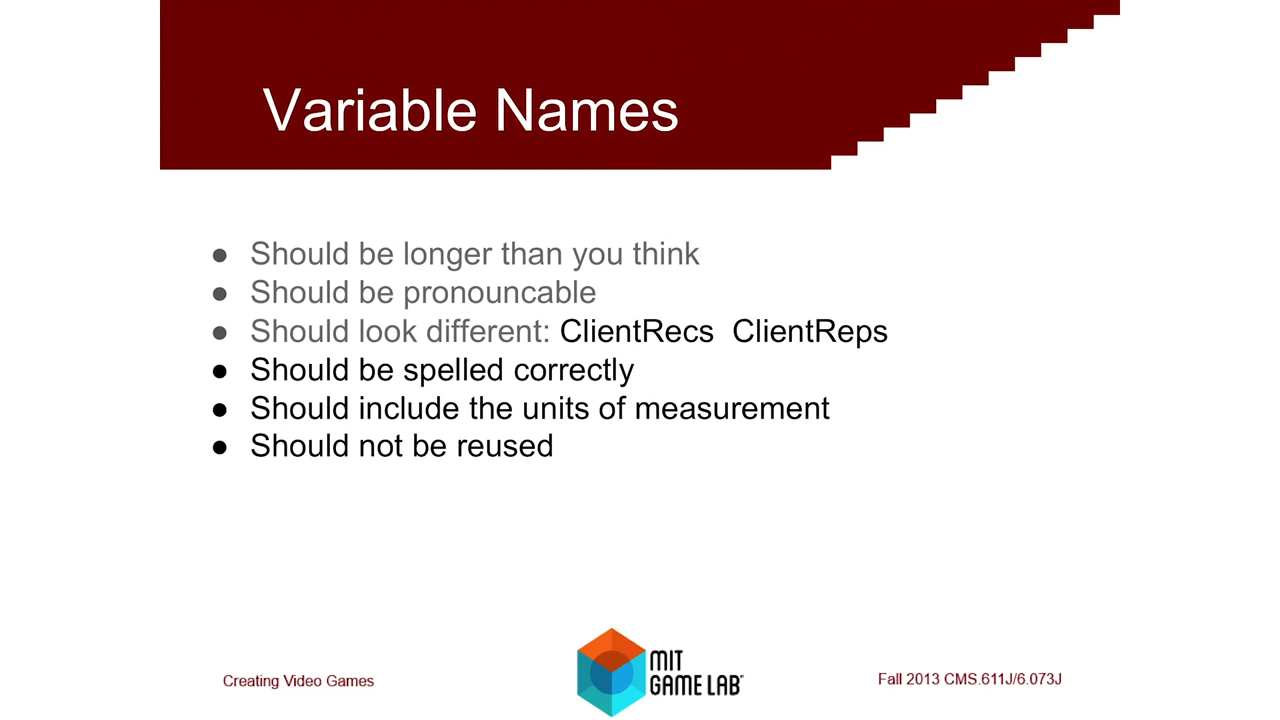 Variable Names
● Should be longer than you think
● Should be pronouncable
● Should look different: ClientRecs ClientReps
● Should be spelled correctly
● Should include the units of measurement
● Should not be reused
Creating Video Games
MIT
GAME LAB
Fall 2013 CMS.611J/6.073J